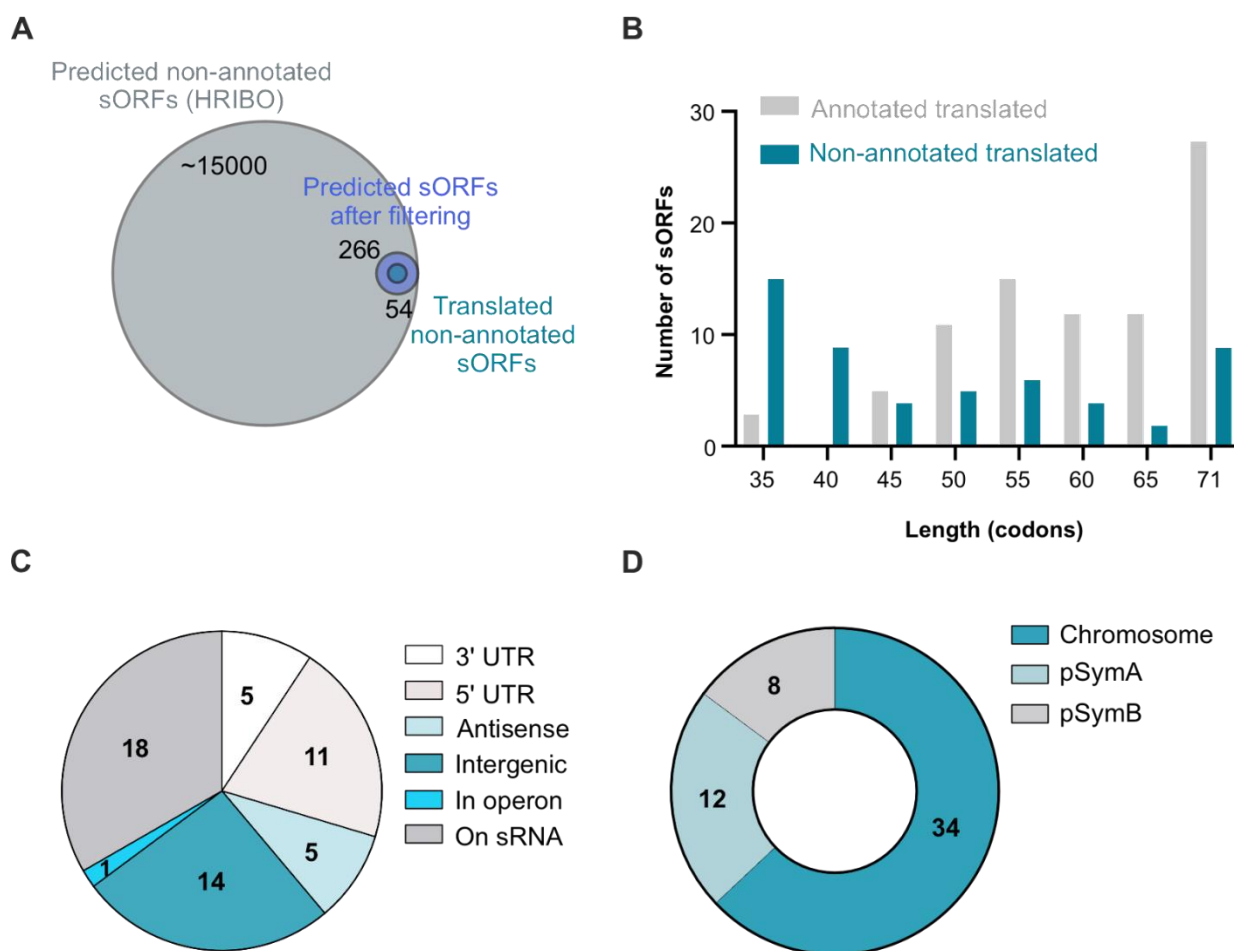 A
Predicted non-annotated
sORFs (HRIBO)
~15000
Predicted sORFs
after filtering
266
54
Translated
non-annotated
sORFs
B
Annotated translated
Non-annotated translated
Number of sORFs
30
20
10
0
35 40 45 50 55 60 65 71
Length (codons)
C
5
11
5
14
1
18
3' UTR
5' UTR
Antisense
Intergenic
In operon
On sRNA
D
8
12
34
Chromosome
pSymA
pSymB